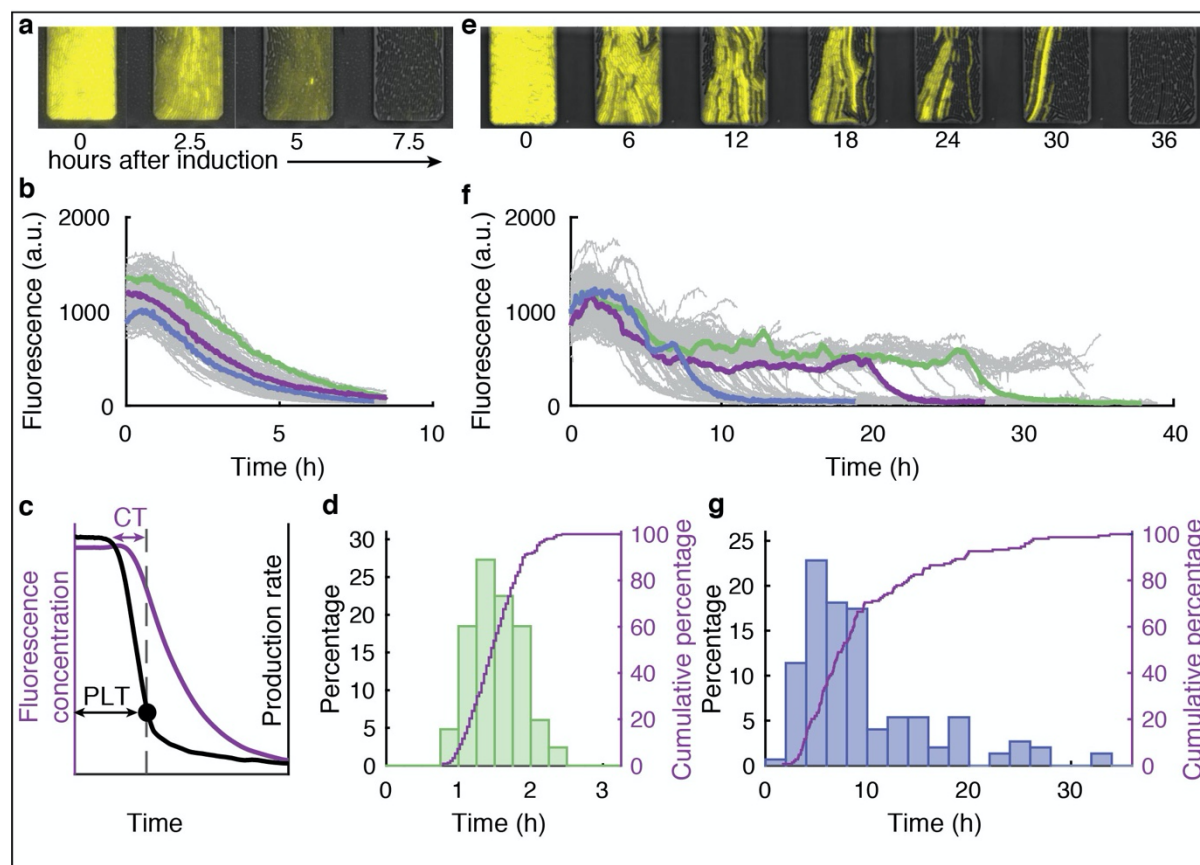 a
0 2.5 5 7.5
hours after induction
e
0 6 12 18 24 30 36
b
Fluorescence (a.u.)
2000
1000
0
0 5 10
Time (h)
f
Fluorescence (a.u.)
2000
1000
0
0 10 20 30 40
Time (h)
c
CT
Fluorescence
concentration
PLT
Production rate
Time
d
Percentage
30
25
20
15
10
5
0
0 1 2 3
Time (h)
100
80
60
40
20
0
Cumulative percentage
g
Percentage
25
20
15
10
5
0
0 10 20 30
Time (h)
100
80
60
40
20
0
Cumulative percentage